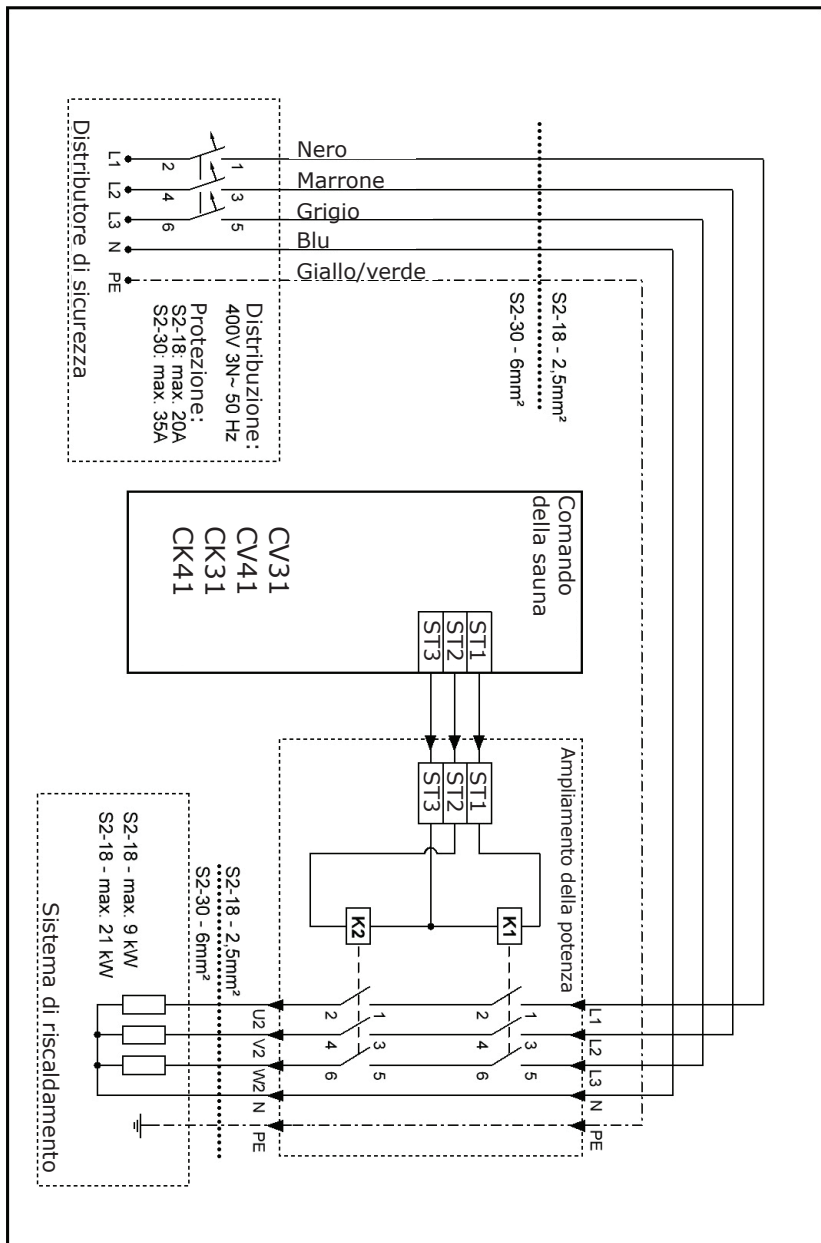 Nero
Marrone
Grigio
Blu
Giallo/verde
Distributore di sicurezza
L1
L2
L3
N
PE
2
4
6
1
3
5
Distribuzione:
400V 3N~ 50 Hz
Protezione:
S2-18: max. 20A
S2-30: max. 35A
S2-18 - 2,5mm²
S2-30 - 6mm²
Comando
della sauna
CV31
CV41
CK31
CK41
ST1
ST2
ST3
Ampliamento della potenza
ST1
ST2
ST3
K1
K2
L1
L2
L3
N
PE
1
3
5
2
4
6
1
3
5
2
4
6
U2
V2
W2
N
PE
S2-18 - 2,5mm²
S2-30 - 6mm²
S2-18 - max. 9 kW
S2-18 - max. 21 kW
Sistema di riscaldamento